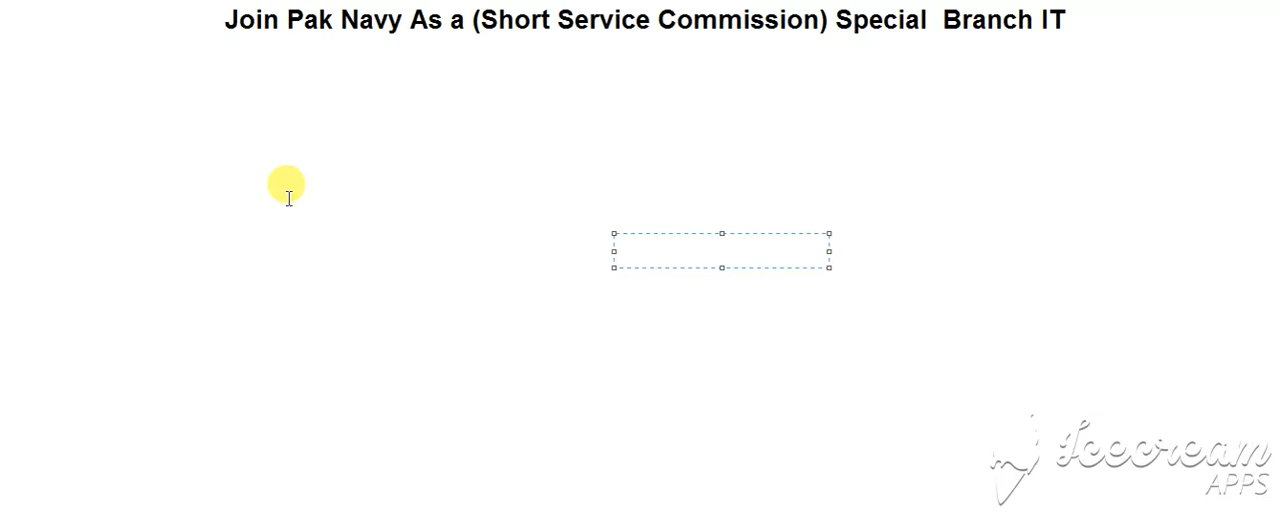 Join Pak Navy As a (Short Service Commission) Special  Branch IT
Icecream
APPS